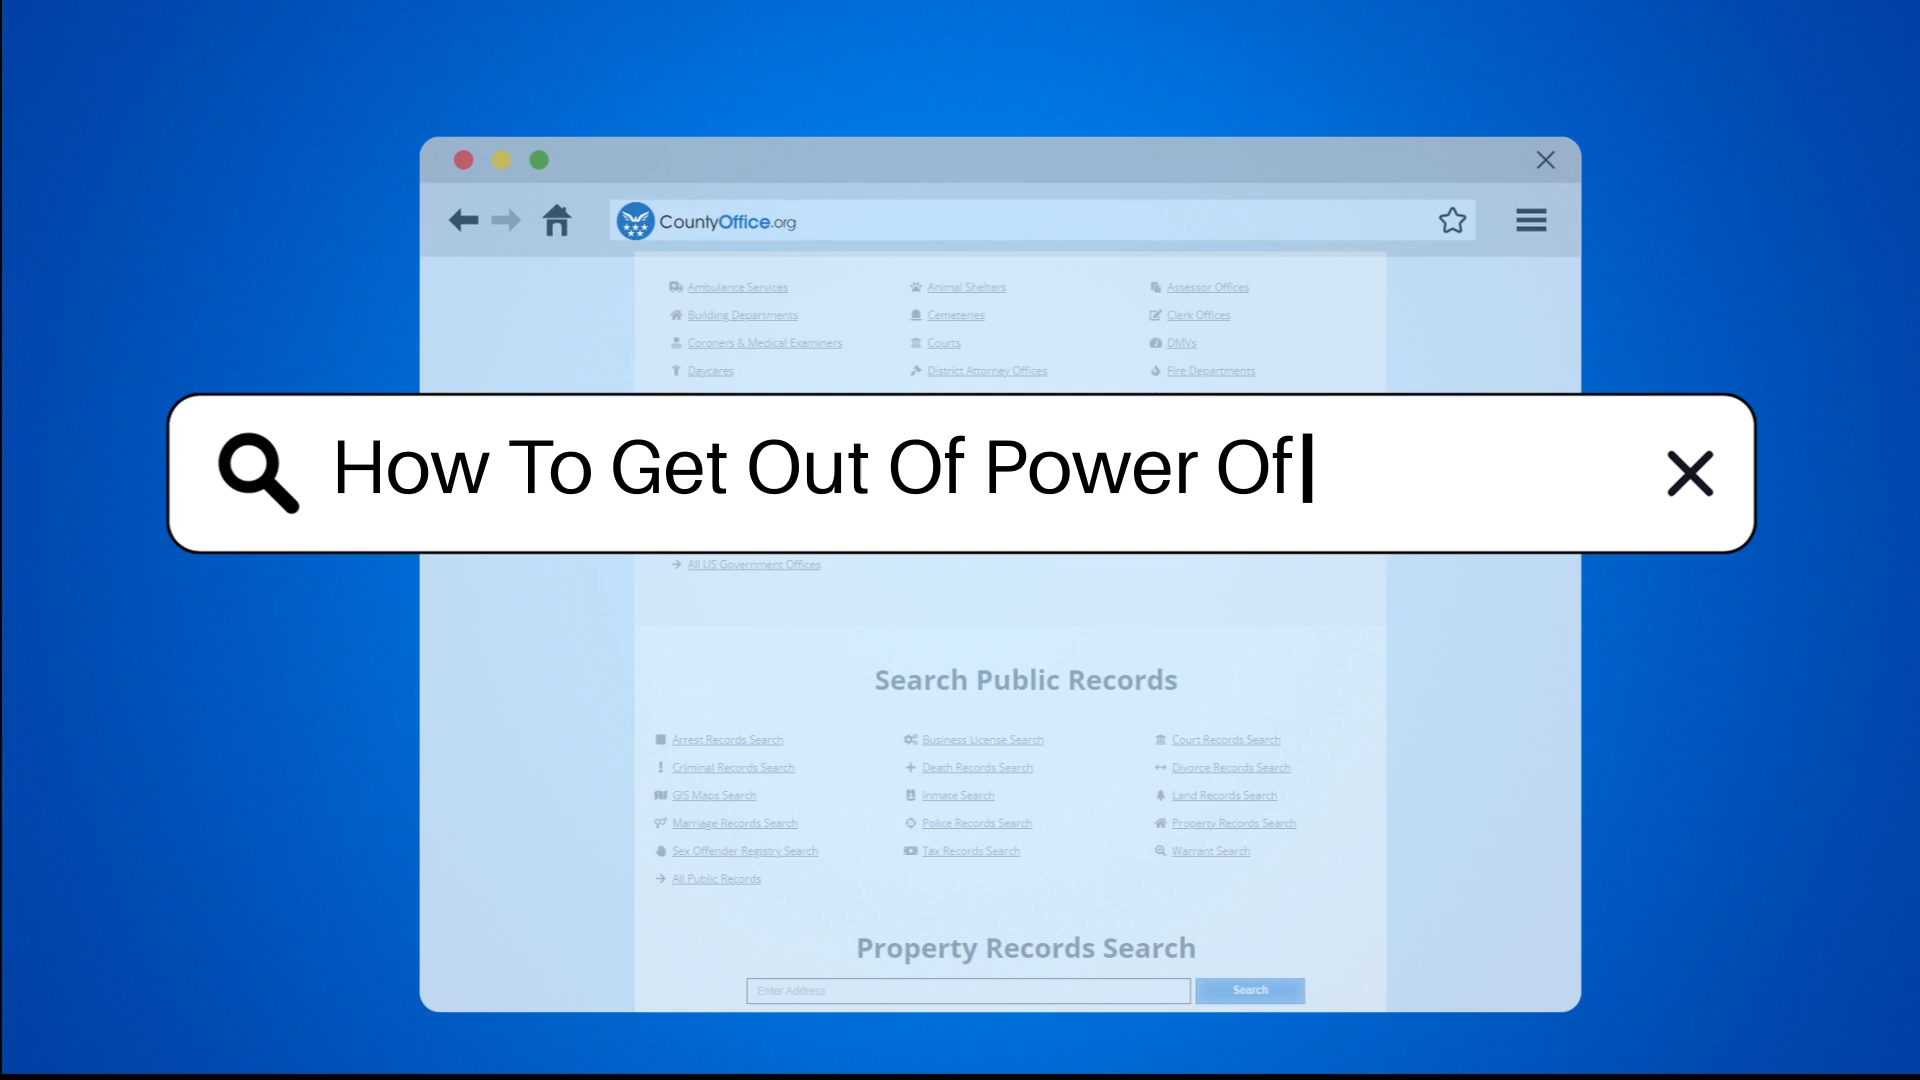 CountyOffice.org
Ambulance Services Animal Shelters Assessor Offices
Building Departments Cemeteries Clerk Offices
Coroners & Medical Examiners Courts DMVs
Daycares District Attorney Offices Fire Departments
How To Get Out Of Power Of
All US Government Offices
Search Public Records
Arrest Records Search Business License Search Court Records Search
Criminal Records Search Death Records Search Divorce Records Search
GIS Maps Search Inmate Search Land Records Search
Marriage Records Search Police Records Search Property Records Search
Sex Offender Registry Search Tax Records Search Warrant Search
All Public Records
Property Records Search
Enter Address Search